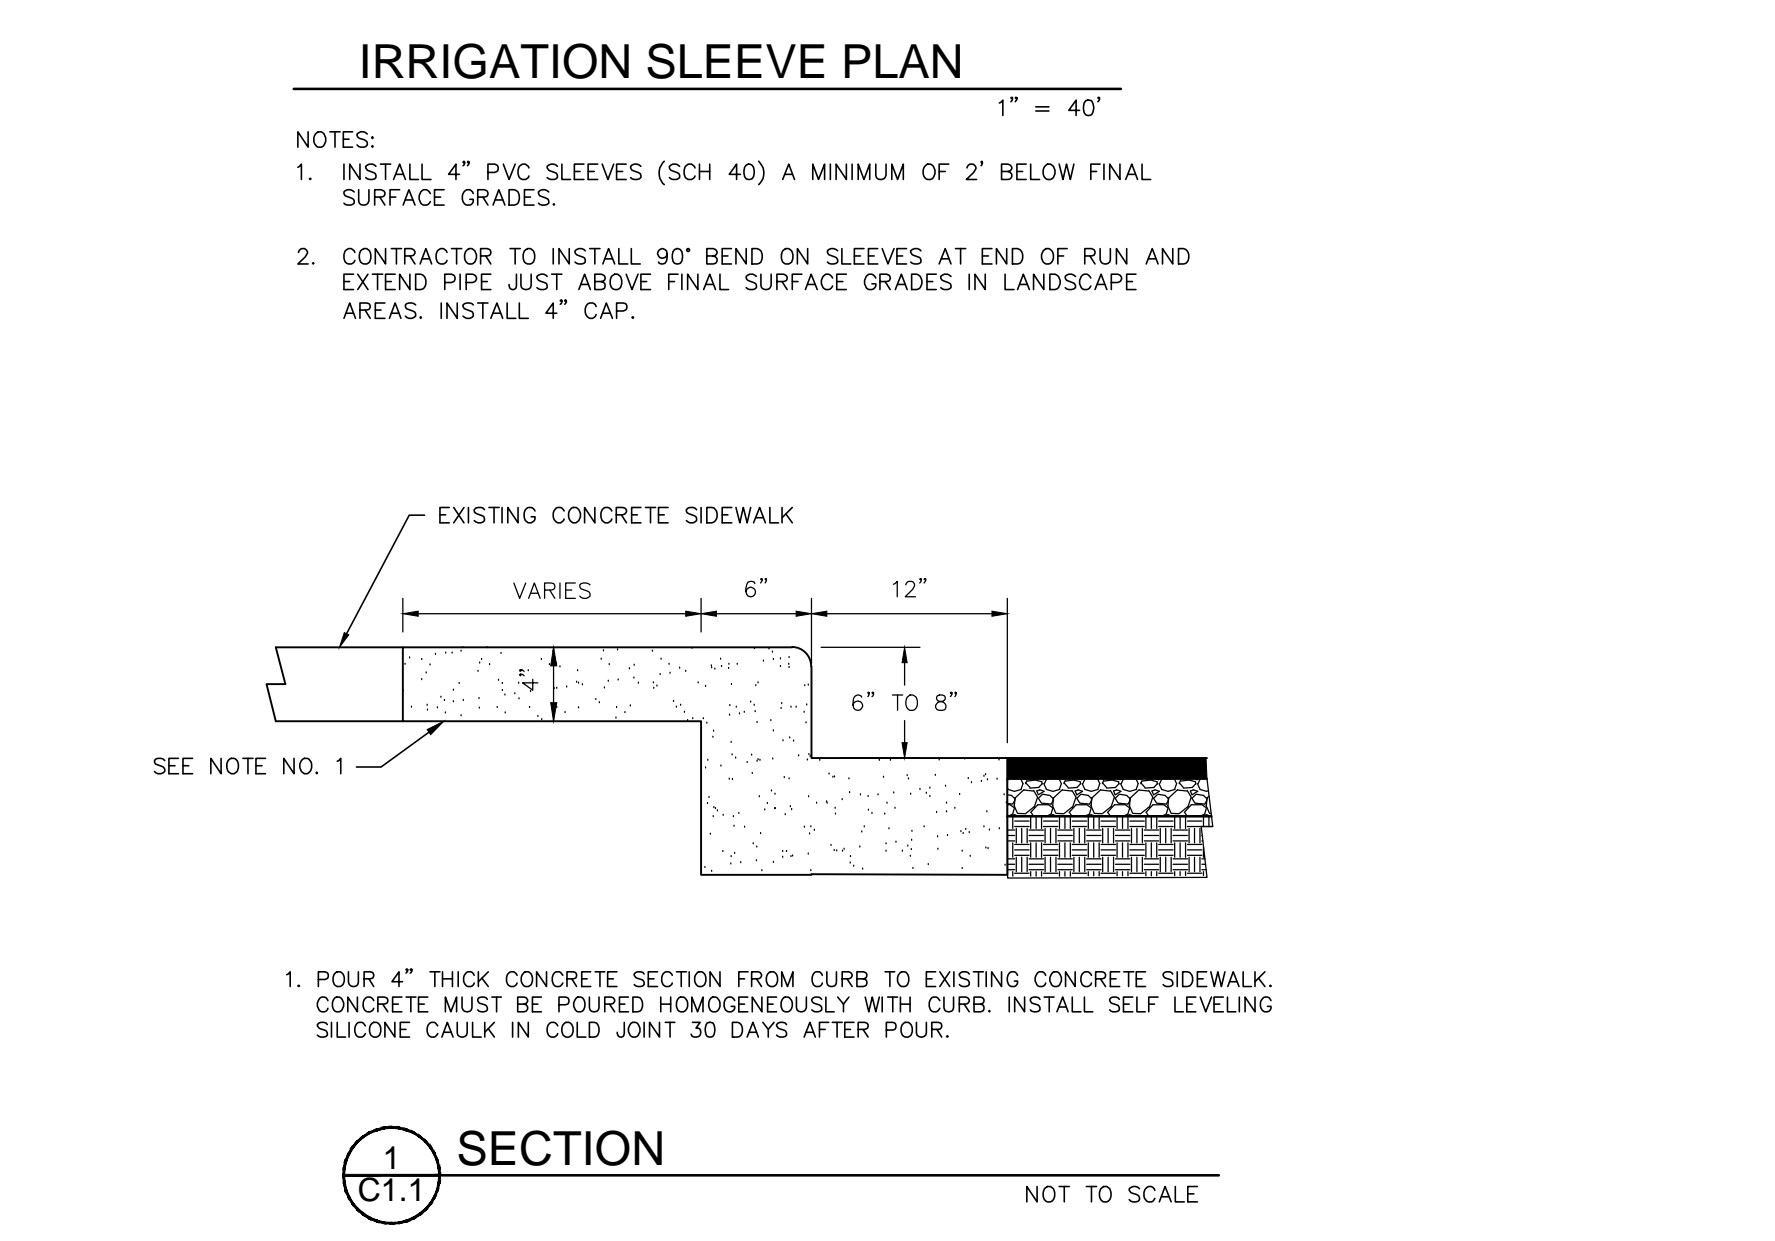 IRRIGATION SLEEVE PLAN
1” = 40’
NOTES:
1. INSTALL 4” PVC SLEEVES (SCH 40) A MINIMUM OF 2’ BELOW FINAL
SURFACE GRADES.
2. CONTRACTOR TO INSTALL 90° BEND ON SLEEVES AT END OF RUN AND
EXTEND PIPE JUST ABOVE FINAL SURFACE GRADES IN LANDSCAPE
AREAS. INSTALL 4” CAP.
EXISTING CONCRETE SIDEWALK
VARIES
6”
12”
4”
6” TO 8”
SEE NOTE NO. 1
1. POUR 4” THICK CONCRETE SECTION FROM CURB TO EXISTING CONCRETE SIDEWALK.
CONCRETE MUST BE POURED HOMOGENEOUSLY WITH CURB. INSTALL SELF LEVELING
SILICONE CAULK IN COLD JOINT 30 DAYS AFTER POUR.
1
C1.1
SECTION
NOT TO SCALE